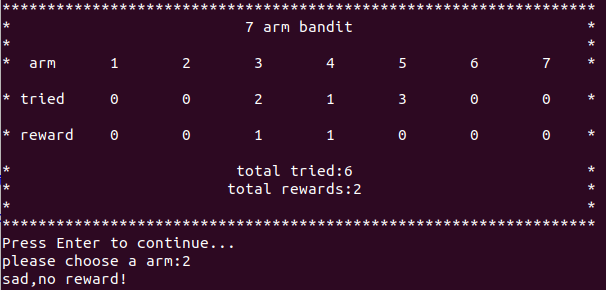 ******************************************************************
* 7 arm bandit *
* *
* arm 1 2 3 4 5 6 7 *
* tried 0 0 2 1 3 0 0 *
* reward 0 0 1 1 0 0 0 *
* total tried:6 *
* total rewards:2 *
* *
******************************************************************
Press Enter to continue...
please choose a arm:2
sad,no reward!